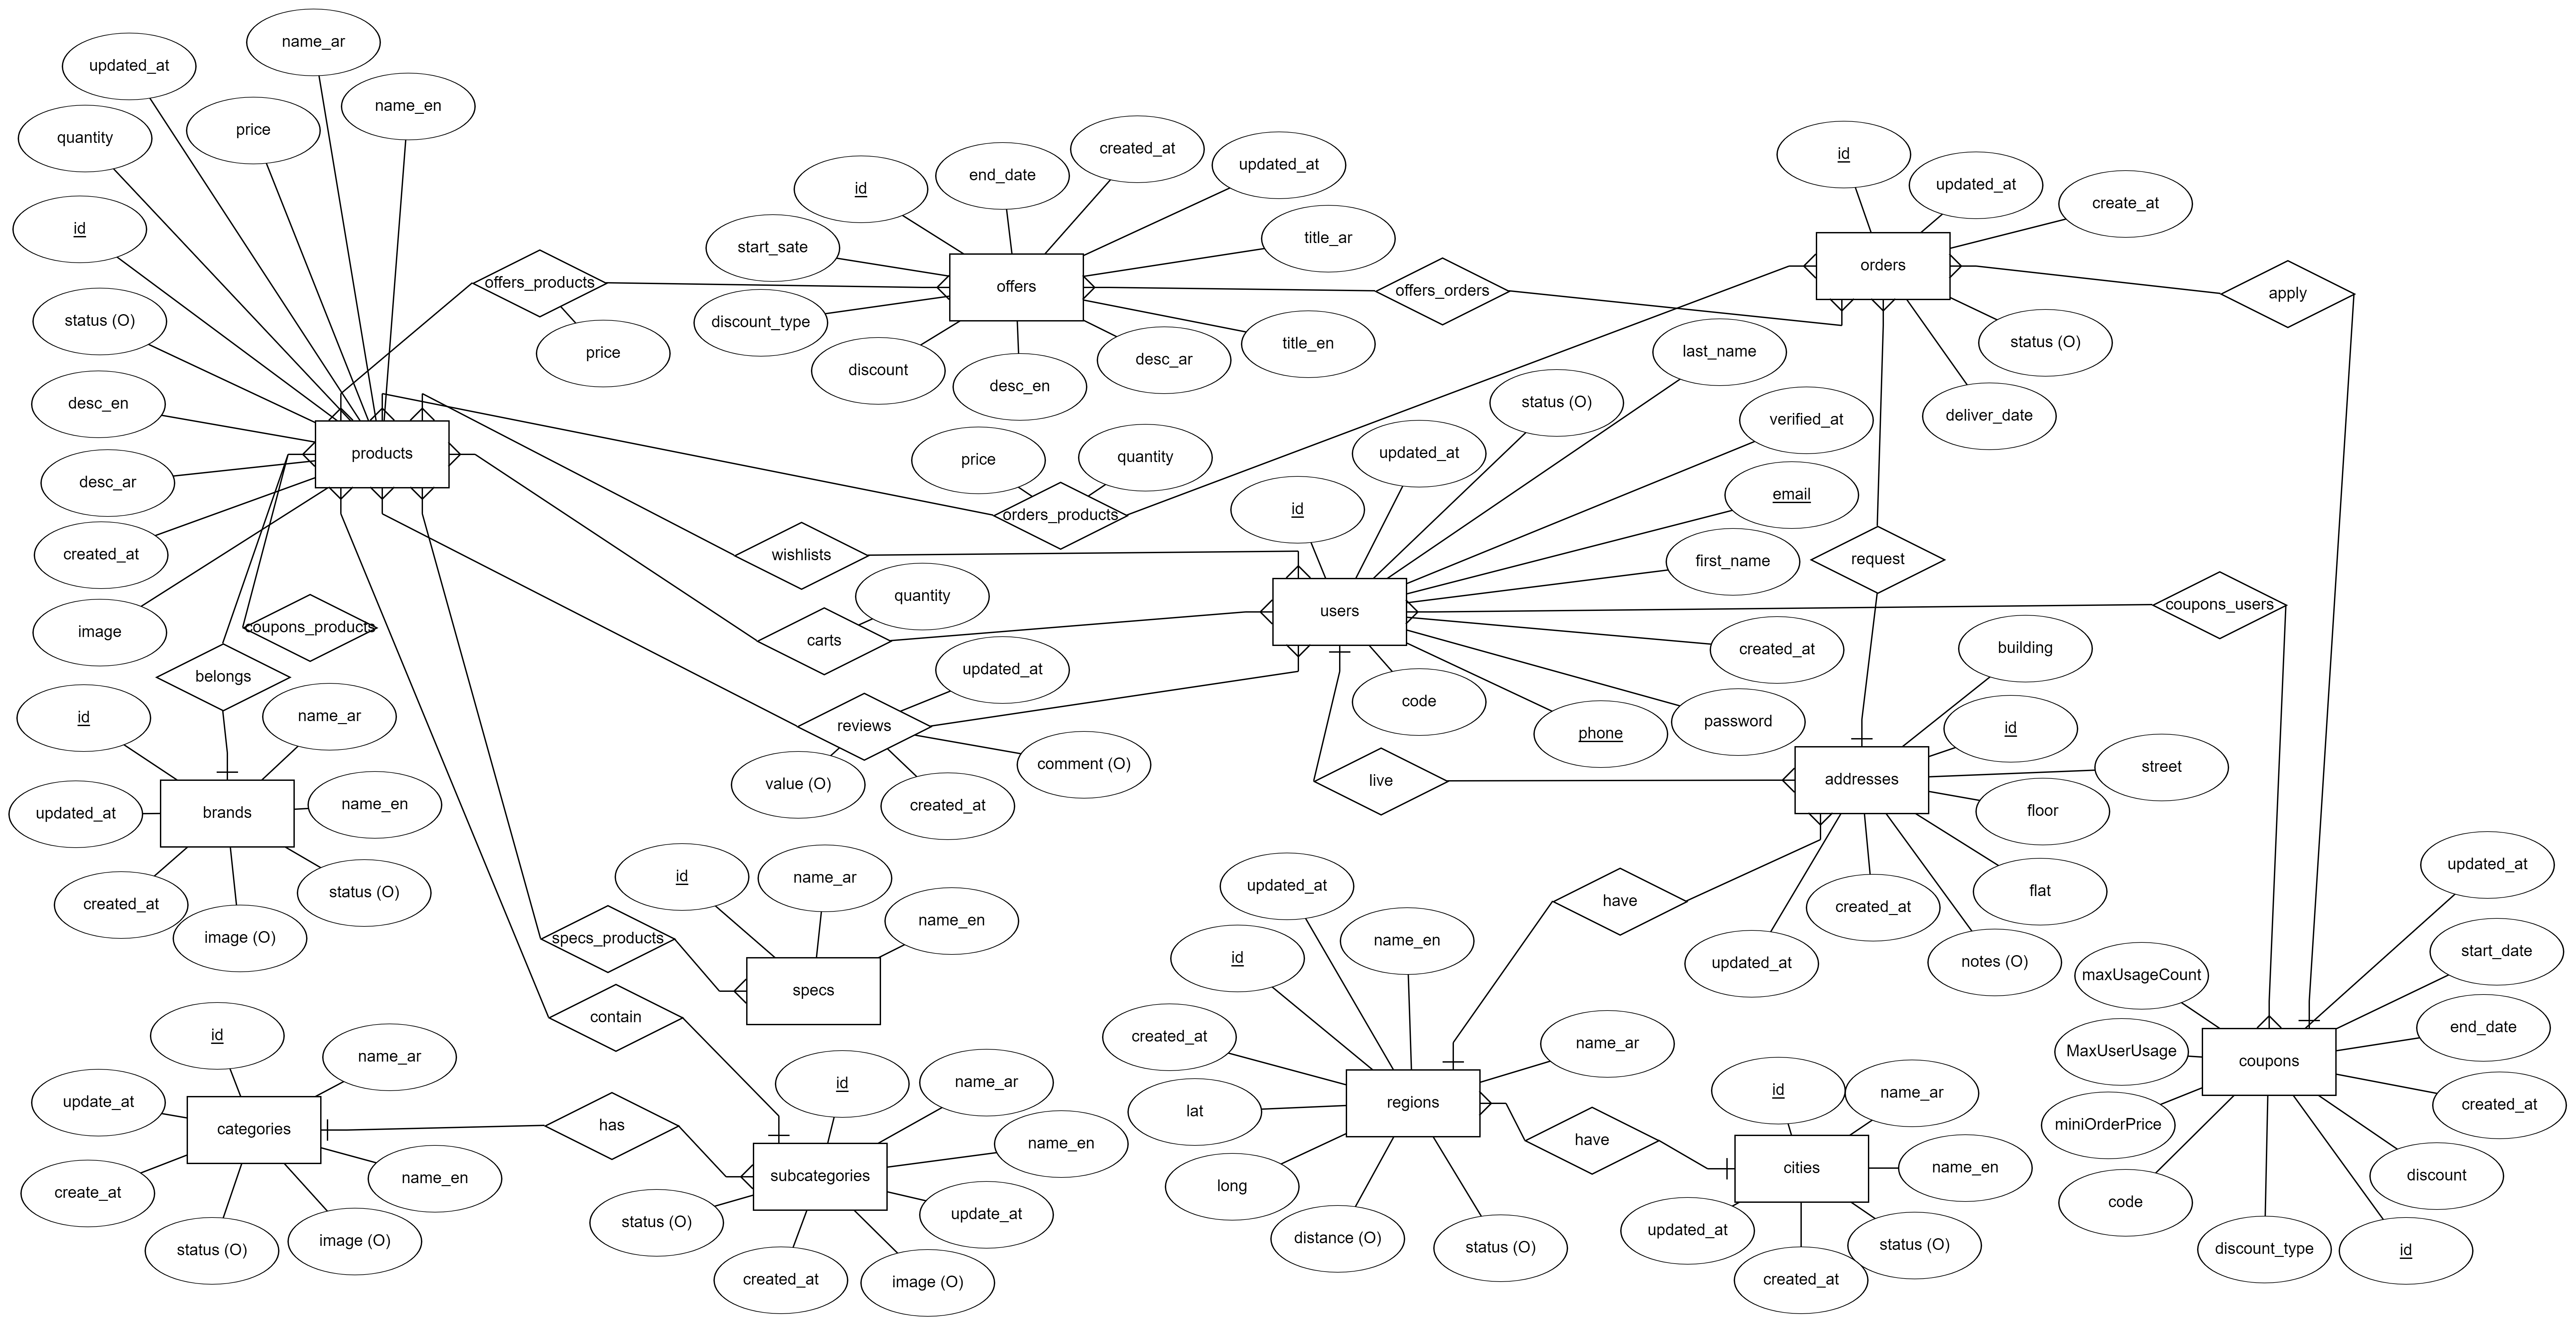 name_ar
updated_at
name_en
price
quantity
id
status (O)
desc_en
desc_ar
created_at
image
products
offers_products
price
id
end_date
created_at
updated_at
start_sate
title_ar
discount_type
offers
title_en
discount
desc_en
desc_ar
offers_orders
id
updated_at
create_at
orders
status (O)
deliver_date
apply
price
quantity
orders_products
wishlists
quantity
carts
updated_at
reviews
value (O)
created_at
comment (O)
last_name
status (O)
updated_at
verified_at
id
email
first_name
users
created_at
code
password
phone
request
coupons_users
coupons_products
belongs
id
name_ar
updated_at
brands
name_en
created_at
image (O)
status (O)
live
building
id
addresses
street
floor
flat
created_at
updated_at
notes (O)
have
id
name_ar
name_en
specs_products
specs
contain
id
name_ar
update_at
categories
create_at
name_en
status (O)
image (O)
has
id
name_ar
name_en
subcategories
status (O)
update_at
created_at
image (O)
updated_at
id
name_en
created_at
name_ar
lat
regions
long
distance (O)
status (O)
have
id
name_ar
cities
name_en
updated_at
status (O)
created_at
updated_at
maxUsageCount
start_date
end_date
MaxUserUsage
coupons
miniOrderPrice
created_at
code
discount
discount_type
id